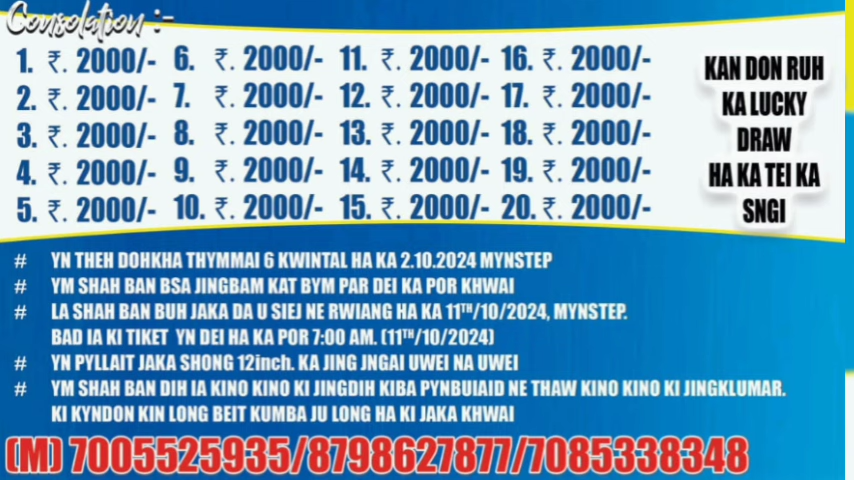 Consolation :-
1. ₹. 2000/- 6. ₹. 2000/- 11. ₹. 2000/- 16. ₹. 2000/-
2. ₹. 2000/- 7. ₹. 2000/- 12. ₹. 2000/- 17. ₹. 2000/-
3. ₹. 2000/- 8. ₹. 2000/- 13. ₹. 2000/- 18. ₹. 2000/-
4. ₹. 2000/- 9. ₹. 2000/- 14. ₹. 2000/- 19. ₹. 2000/-
5. ₹. 2000/- 10. ₹. 2000/- 15. ₹. 2000/- 20. ₹. 2000/-
KAN DON RUH
KA LUCKY
DRAW
HA KA TEI KA
SNGI
# YN THEH DOHKHA THYMMAI 6 KWINTAL HA KA 2.10.2024 MYNSTEP
# YM SHAH BAN BSA JINGBAM KAT BYM PAR DEI KA POR KHWAI
# LA SHAH BAN BUH JAKA DA U SIEJ NE RWIANG HA KA 11TH/10/2024, MYNSTEP.
BAD IA KI TIKET YN DEI HA KA POR 7:00 AM. (11TH/10/2024)
# YN PYLLAIT JAKA SHONG 12inch. KA JING JNGAI UWEI NA UWEI
# YM SHAH BAN DIH IA KINO KINO KI JINGDIH KIBA PYNBUIAID NE THAW KINO KINO KI JINGKLUMAR.
KI KYNDON KIN LONG BEIT KUMBA JU LONG HA KI JAKA KHWAI
(M) 7005525935/8798627877/7085338348